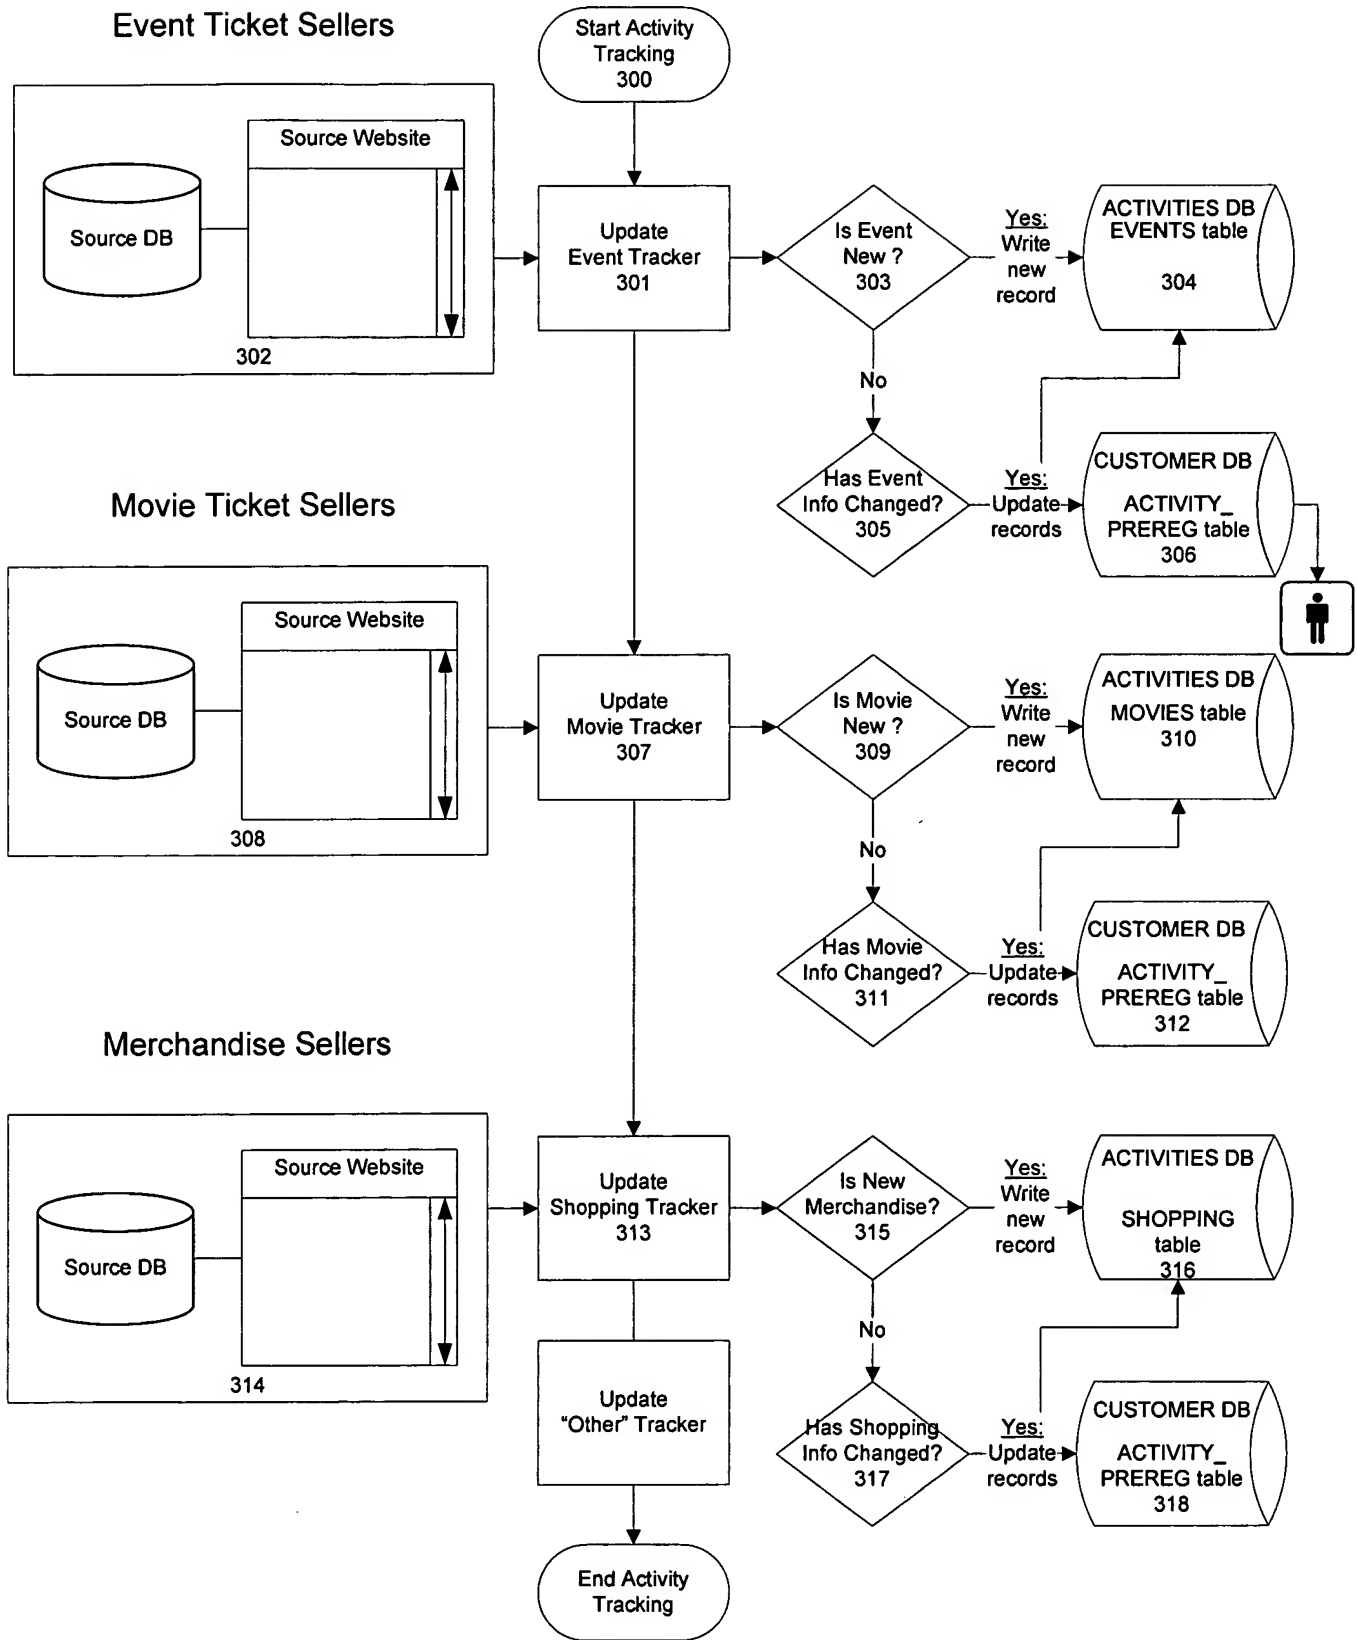 Event Ticket Sellers
Start Activity
Tracking
300
Source Website
Source DB
302
Update
Event Tracker
301
Is Event
New ?
303
Yes:
Write
new
record
ACTIVITIES DB
EVENTS table
304
No
Has Event
Info Changed?
305
Yes:
Update
records
CUSTOMER DB
ACTIVITY_
PREREG table
306
Movie Ticket Sellers
Source Website
Source DB
308
Update
Movie Tracker
307
Is Movie
New ?
309
Yes:
Write
new
record
ACTIVITIES DB
MOVIES table
310
No
Has Movie
Info Changed?
311
Yes:
Update
records
CUSTOMER DB
ACTIVITY_
PREREG table
312
Merchandise Sellers
Source Website
Source DB
314
Update
Shopping Tracker
313
Is New
Merchandise?
315
Yes:
Write
new
record
ACTIVITIES DB
SHOPPING
table
316
No
Update
“Other” Tracker
Has Shopping
Info Changed?
317
Yes:
Update
records
CUSTOMER DB
ACTIVITY_
PREREG table
318
End Activity
Tracking